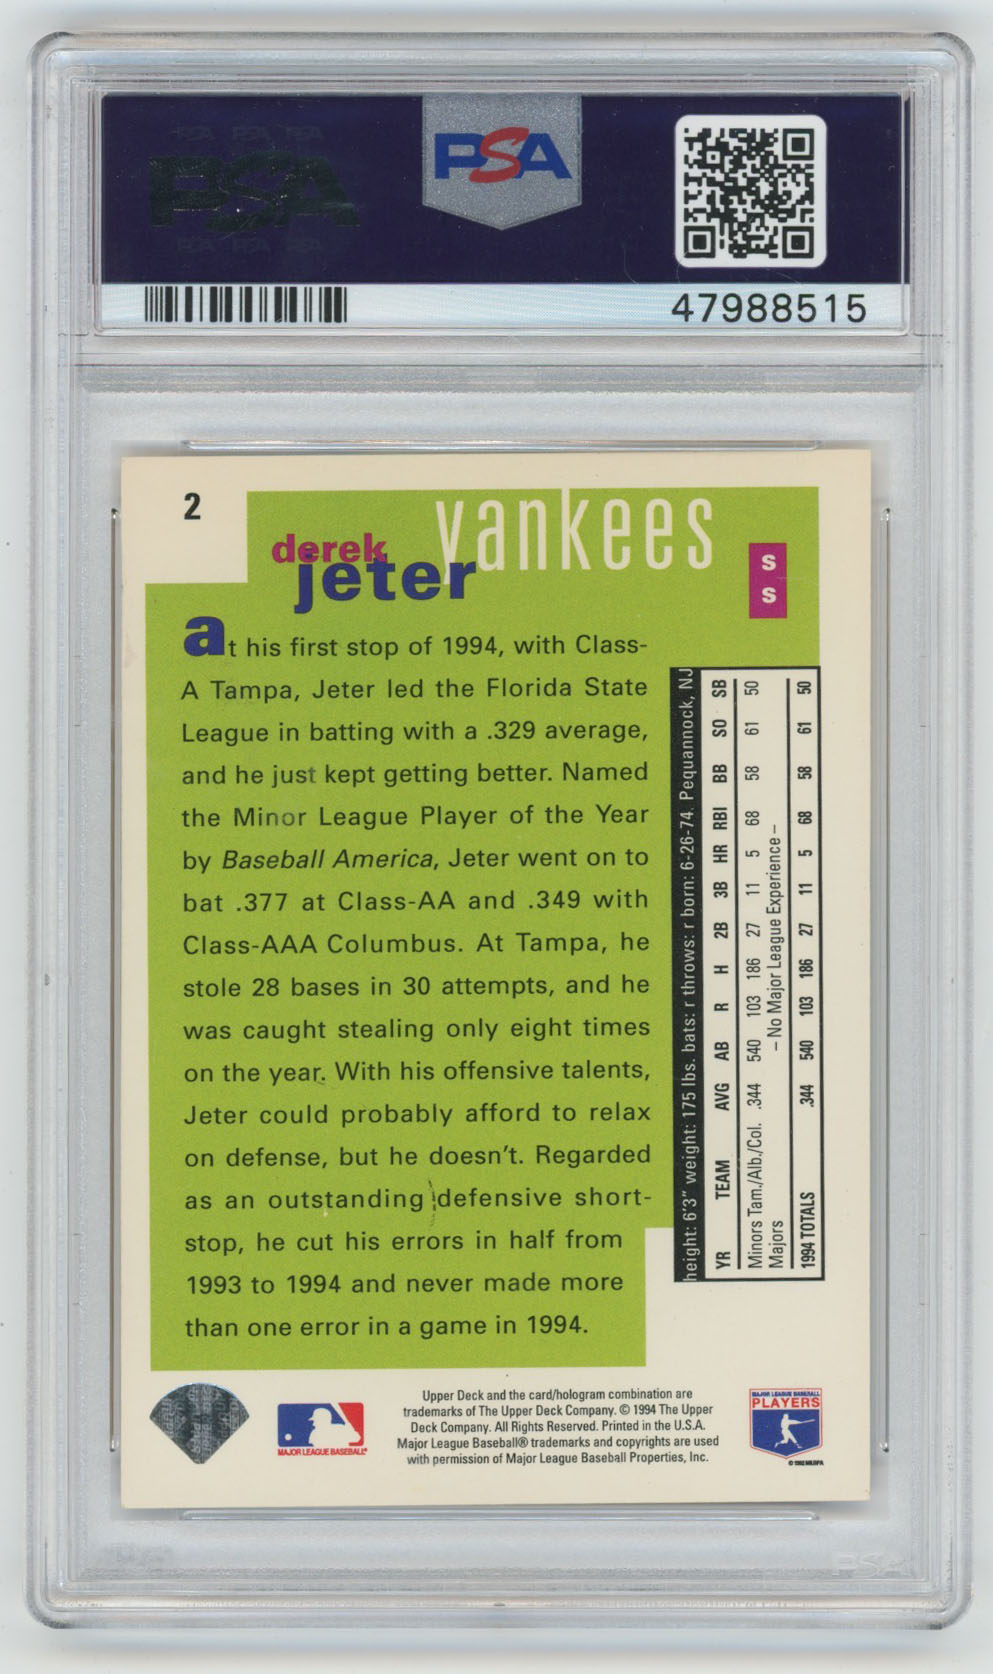 PSA
PSA PSA PSA
PSA
PSA PSA PSA
47988515
2
yankees
derek
jeter
S
S
at his first stop of 1994, with Class-
A Tampa, Jeter led the Florida State
League in batting with a .329 average,
and he just kept getting better. Named
the Minor League Player of the Year
by Baseball America, Jeter went on to
bat .377 at Class-AA and .349 with
Class-AAA Columbus. At Tampa, he
stole 28 bases in 30 attempts, and he
was caught stealing only eight times
on the year. With his offensive talents,
Jeter could probably afford to relax
on defense, but he doesn't. Regarded
as an outstanding defensive short-
stop, he cut his errors in half from
1993 to 1994 and never made more
than one error in a game in 1994.
height: 6'3" weight: 175 lbs. bats: r throws: r born: 6-26-74, Pequannock, NJ
YR TEAM AVG AB R H 2B 3B HR RBI BB SO SB
Minors Tam./Alb./Col. .344 540 103 186 27 11 5 68 58 61 50
Majors – No Major League Experience –
1994 TOTALS .344 540 103 186 27 11 5 68 58 61 50
MAJOR LEAGUE BASEBALL
Upper Deck and the card/hologram combination are
trademarks of The Upper Deck Company. © 1994 The Upper
Deck Company. All Rights Reserved. Printed in the U.S.A.
Major League Baseball® trademarks and copyrights are used
with permission of Major League Baseball Properties, Inc.
MAJOR LEAGUE BASEBALL
PLAYERS
PSA